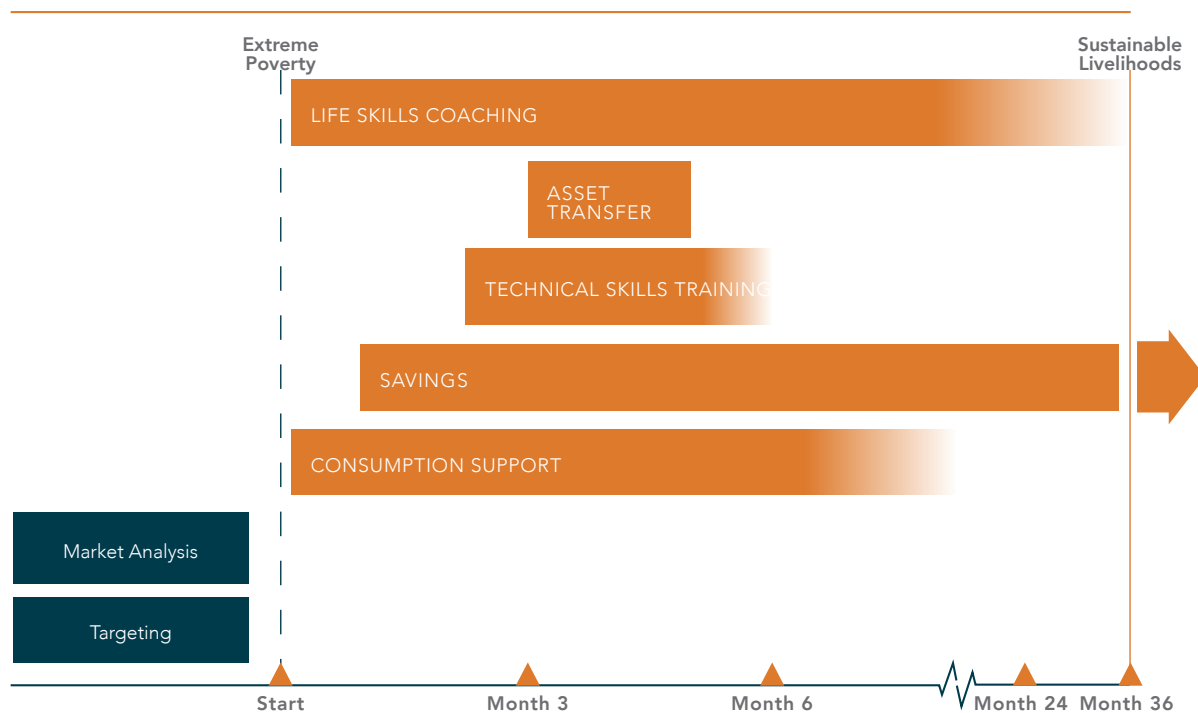 Extreme
Poverty
Sustainable
Livelihoods
LIFE SKILLS COACHING
ASSET
TRANSFER
TECHNICAL SKILLS TRAINING
SAVINGS
CONSUMPTION SUPPORT
Market Analysis
Targeting
Start
Month 3
Month 6
Month 24
Month 36